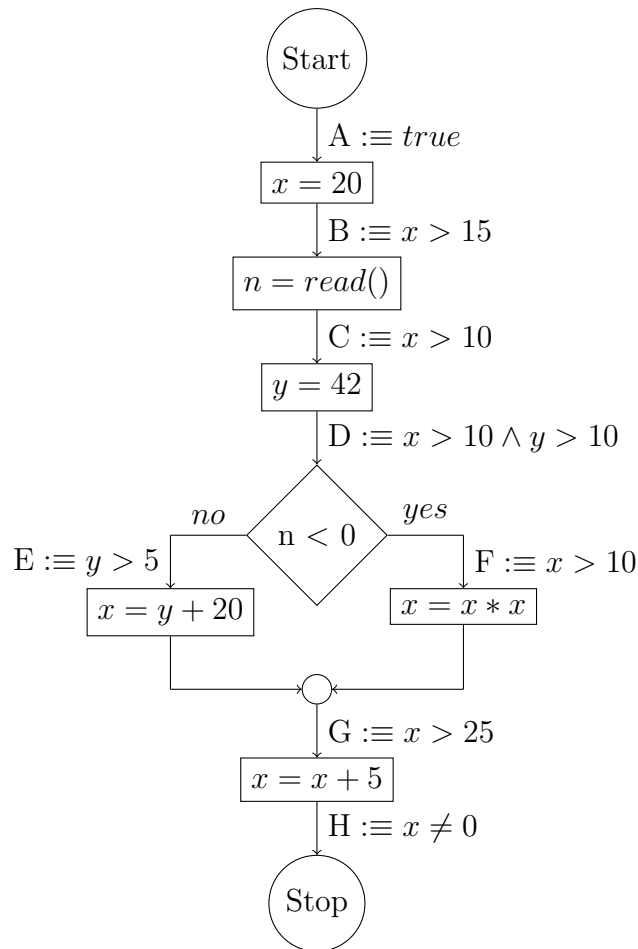 Start
A :≡ true
x = 20
B :≡ x > 15
n = read()
C :≡ x > 10
y = 42
D :≡ x > 10 ∧ y > 10
no
n < 0
yes
E :≡ y > 5
F :≡ x > 10
x = y + 20
x = x ∗ x
G :≡ x > 25
x = x + 5
H :≡ x ≠ 0
Stop